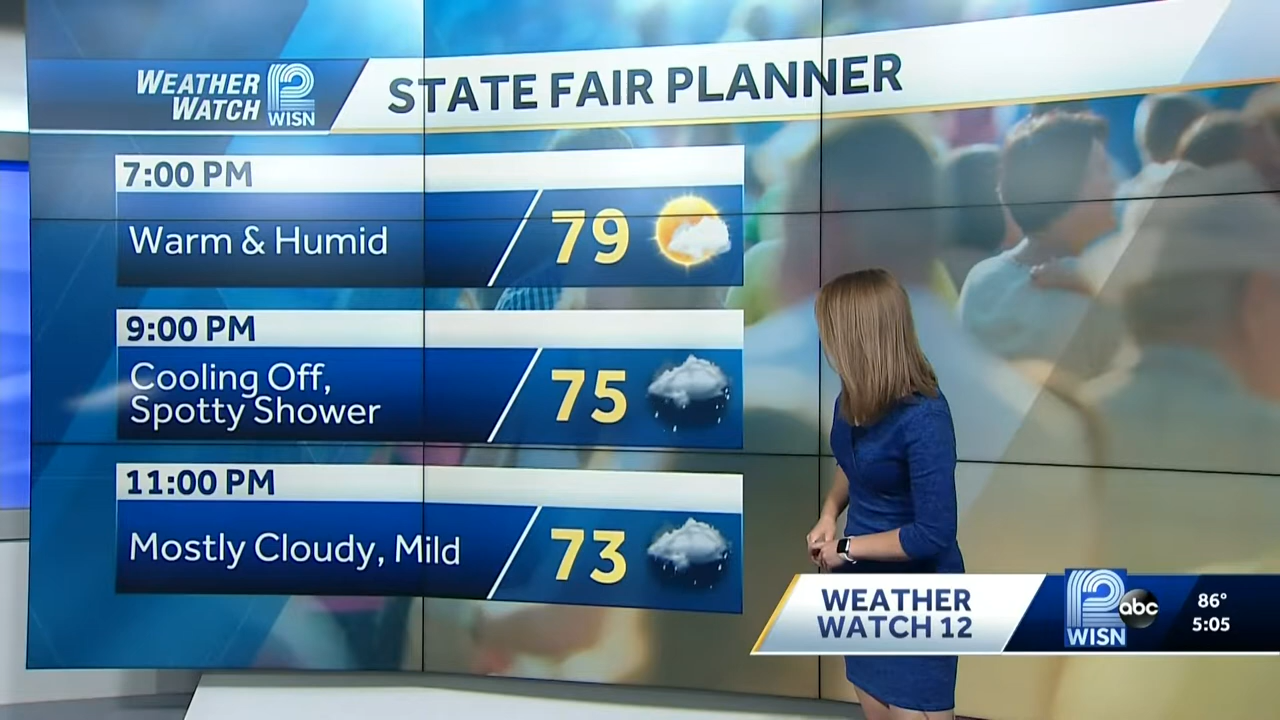 WEATHER
WATCH
12
WISN
STATE FAIR PLANNER
7:00 PM
Warm & Humid
79
9:00 PM
Cooling Off,
Spotty Shower
75
11:00 PM
Mostly Cloudy, Mild
73
WEATHER
WATCH 12
12
WISN
abc
86°
5:05